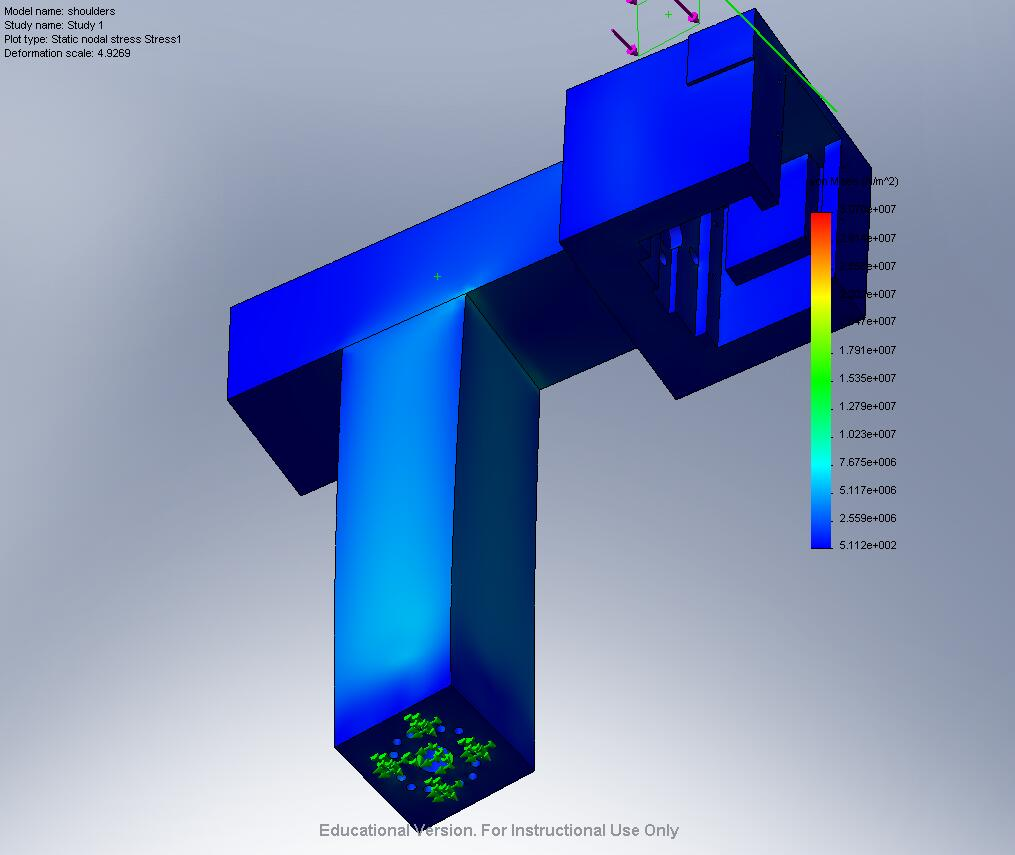 Model name: shoulders
Study name: Study 1
Plot type: Static nodal stress Stress1
Deformation scale: 4.9269
(N/m^2)
1.791e+007
1.535e+007
1.279e+007
1.023e+007
7.675e+006
5.117e+006
2.559e+006
5.112e+002
Educational Version. For Instructional Use Only